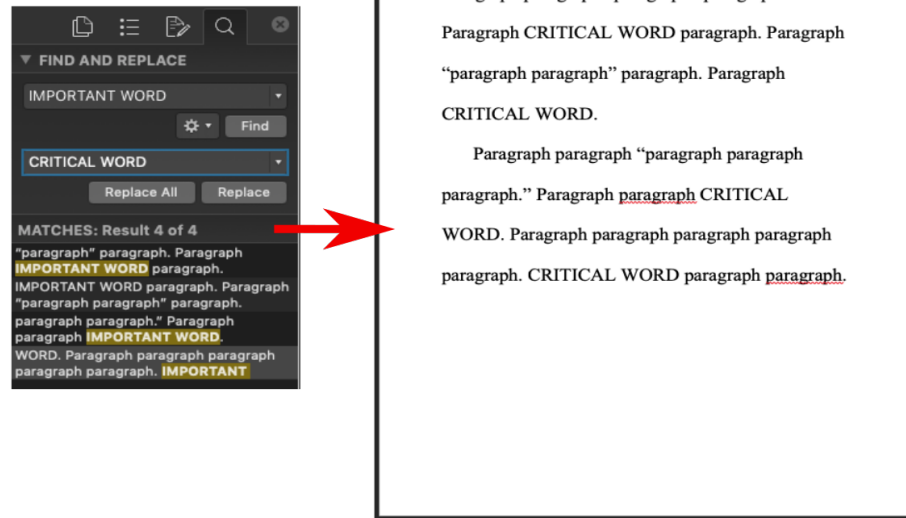 FIND AND REPLACE
IMPORTANT WORD
Find
CRITICAL WORD
Replace All Replace
MATCHES: Result 4 of 4
"paragraph" paragraph. Paragraph
IMPORTANT WORD paragraph.
IMPORTANT WORD paragraph. Paragraph
"paragraph paragraph" paragraph.
paragraph paragraph." Paragraph
paragraph IMPORTANT WORD.
WORD. Paragraph paragraph paragraph
paragraph paragraph. IMPORTANT
Paragraph CRITICAL WORD paragraph. Paragraph
“paragraph paragraph” paragraph. Paragraph
CRITICAL WORD.
Paragraph paragraph “paragraph paragraph
paragraph.” Paragraph paragraph CRITICAL
WORD. Paragraph paragraph paragraph paragraph
paragraph. CRITICAL WORD paragraph paragraph.